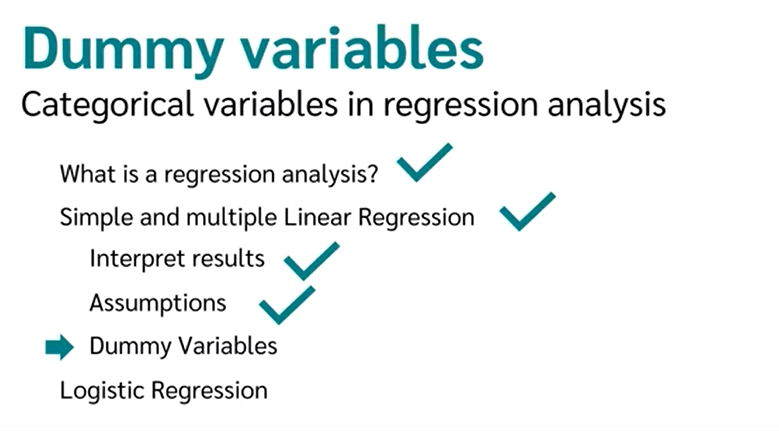 Dummy variables
Categorical variables in regression analysis
What is a regression analysis?
Simple and multiple Linear Regression
Interpret results
Assumptions
Dummy Variables
Logistic Regression